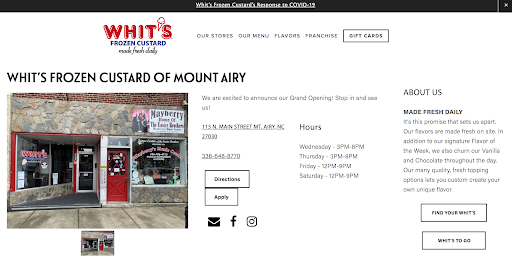 Whit's Frozen Custard's Response to COVID-19
WHIT'S
FROZEN CUSTARD
made fresh daily
OUR STORES OUR MENU FLAVORS FRANCHISE GIFT CARDS
WHIT'S FROZEN CUSTARD OF MOUNT AIRY
WHIT'S
Mayberry
Home Of
We are excited to announce our Grand Opening! Stop in and see
us!
115 N. MAIN STREET MT. AIRY, NC
27030
336-648-8770
Directions
Apply
Hours
Wednesday - 3PM-8PM
Thursday - 3PM-8PM
Friday - 12PM-9PM
Saturday - 12PM-9PM
ABOUT US
MADE FRESH DAILY
It's this promise that sets us apart.
Our flavors are made fresh on site. In
addition to our signature Flavor of
the Week, we also churn our Vanilla
and Chocolate throughout the day.
Our many, quality, fresh topping
options lets you custom create your
own unique flavor.
FIND YOUR WHIT'S
WHIT'S TO GO